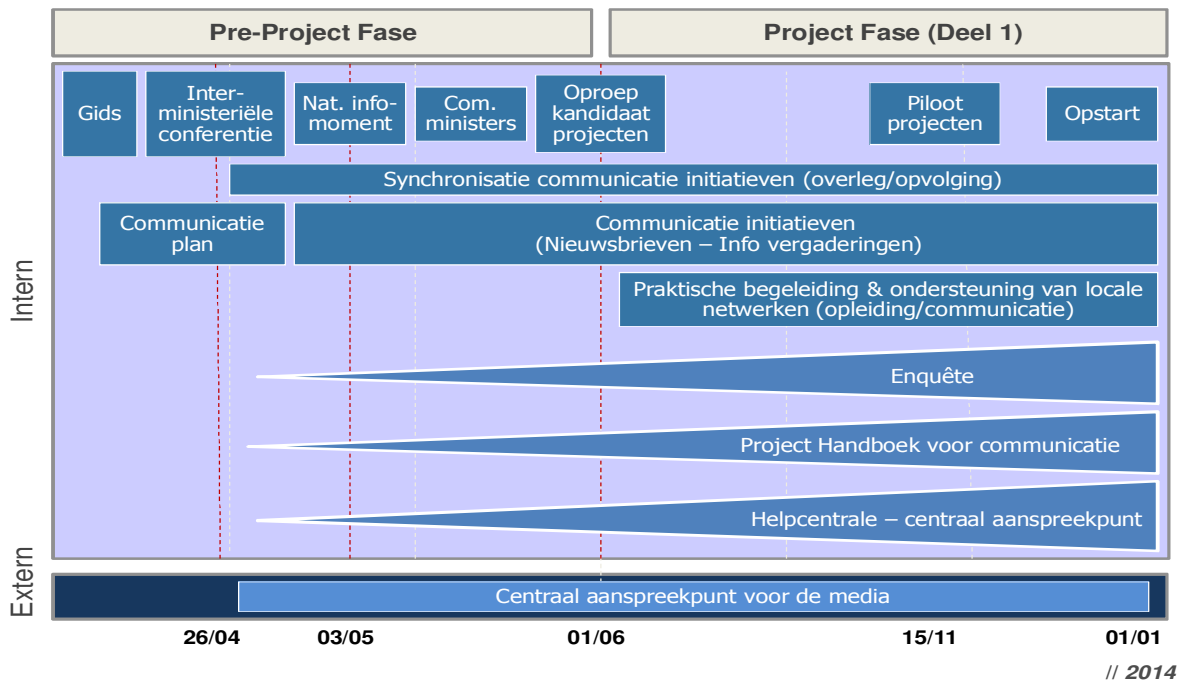 Pre-Project Fase
Project Fase (Deel 1)
Gids
Inter-
ministeriële
conferentie
Nat. info-
moment
Com.
ministers
Oproep
kandidaat
projecten
Piloot
projecten
Opstart
Synchronisatie communicatie initiatieven (overleg/opvolging)
Communicatie
plan
Communicatie initiatieven
(Nieuwsbrieven – Info vergaderingen)
Praktische begeleiding & ondersteuning van locale
netwerken (opleiding/communicatie)
Intern
Enquête
Project Handboek voor communicatie
Helpcentrale – centraal aanspreekpunt
Extern
Centraal aanspreekpunt voor de media
26/04
03/05
01/06
15/11
01/01
// 2014